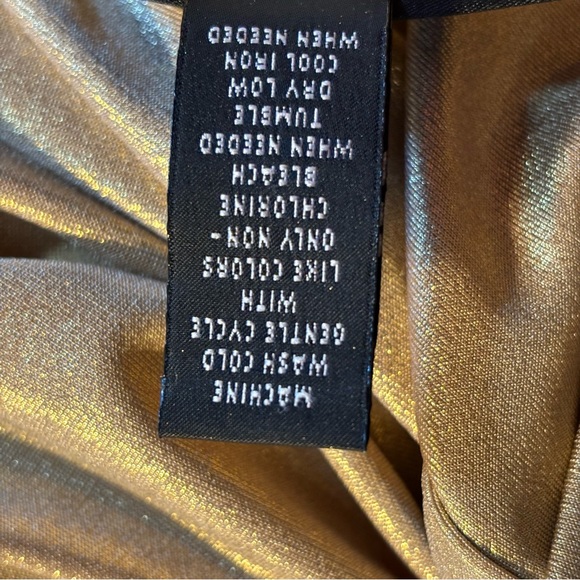 MACHINE
WASH COLD
GENTLE CYCLE
WITH
LIKE COLORS
ONLY NON-
CHLORINE
BLEACH
WHEN NEEDED
TUMBLE
DRY LOW
COOL IRON
WHEN NEEDED